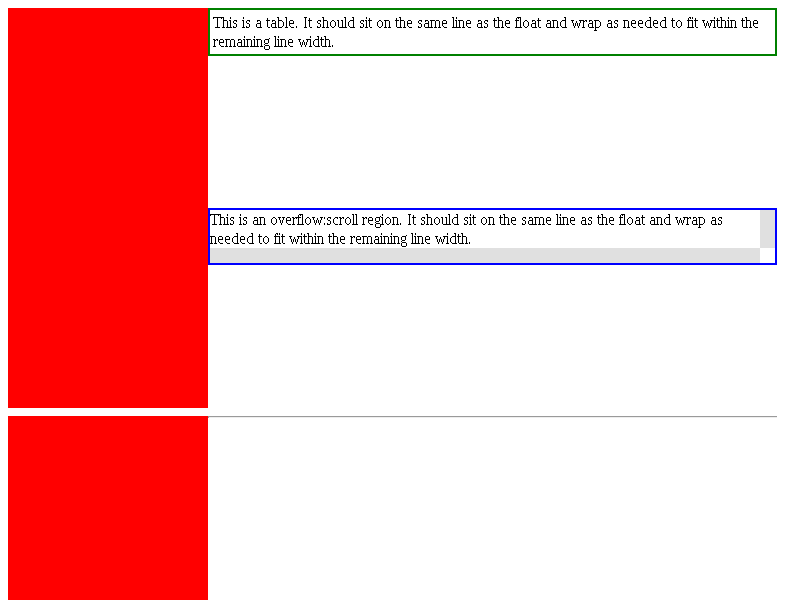 This is a table. It should sit on the same line as the float and wrap as needed to fit within the
remaining line width.
This is an overflow:scroll region. It should sit on the same line as the float and wrap as
needed to fit within the remaining line width.